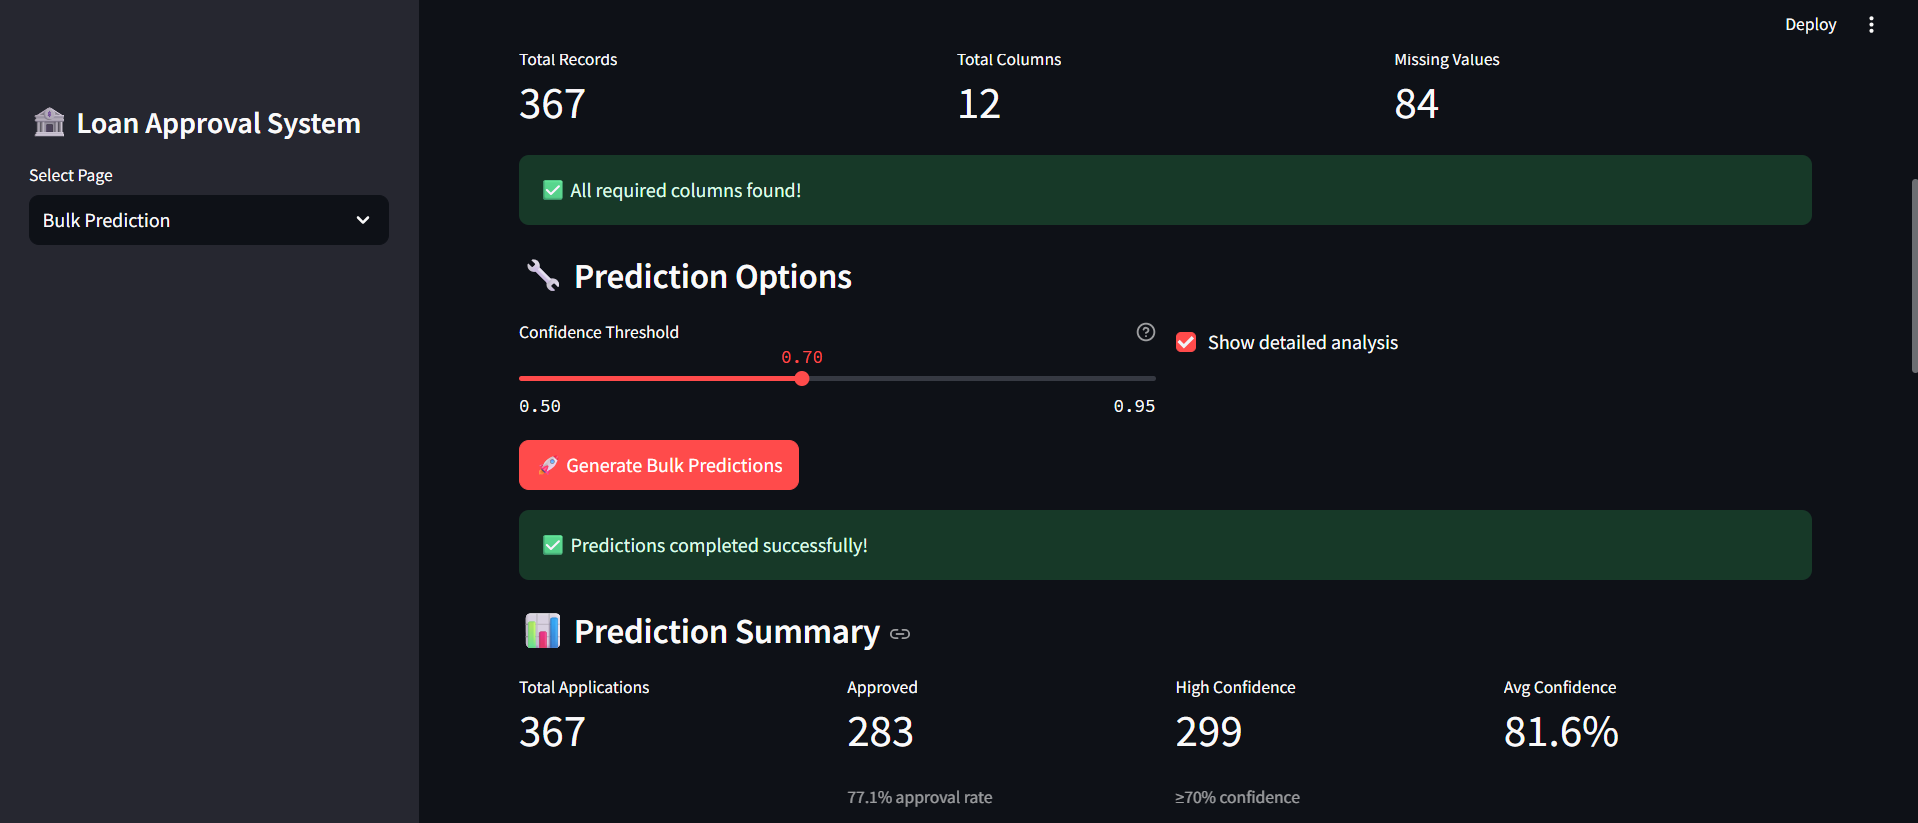 Deploy
Loan Approval System
Select Page
Bulk Prediction
Total Records
367
Total Columns
12
Missing Values
84
All required columns found!
Prediction Options
Confidence Threshold
0.70
0.50
0.95
Show detailed analysis
Generate Bulk Predictions
Predictions completed successfully!
Prediction Summary
Total Applications
367
Approved
283
77.1% approval rate
High Confidence
299
≥70% confidence
Avg Confidence
81.6%